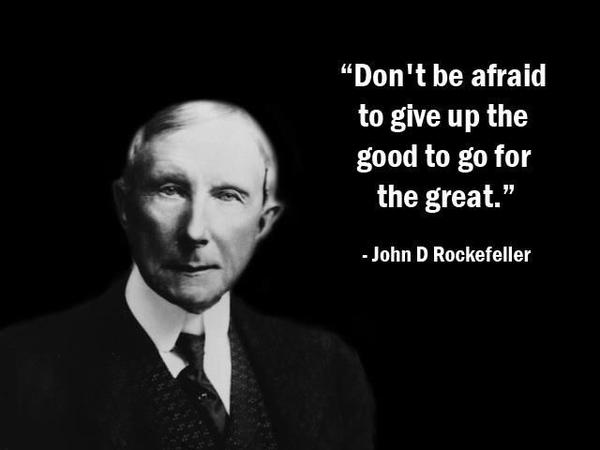 “Don't be afraid
to give up the
good to go for
the great.”
- John D Rockefeller